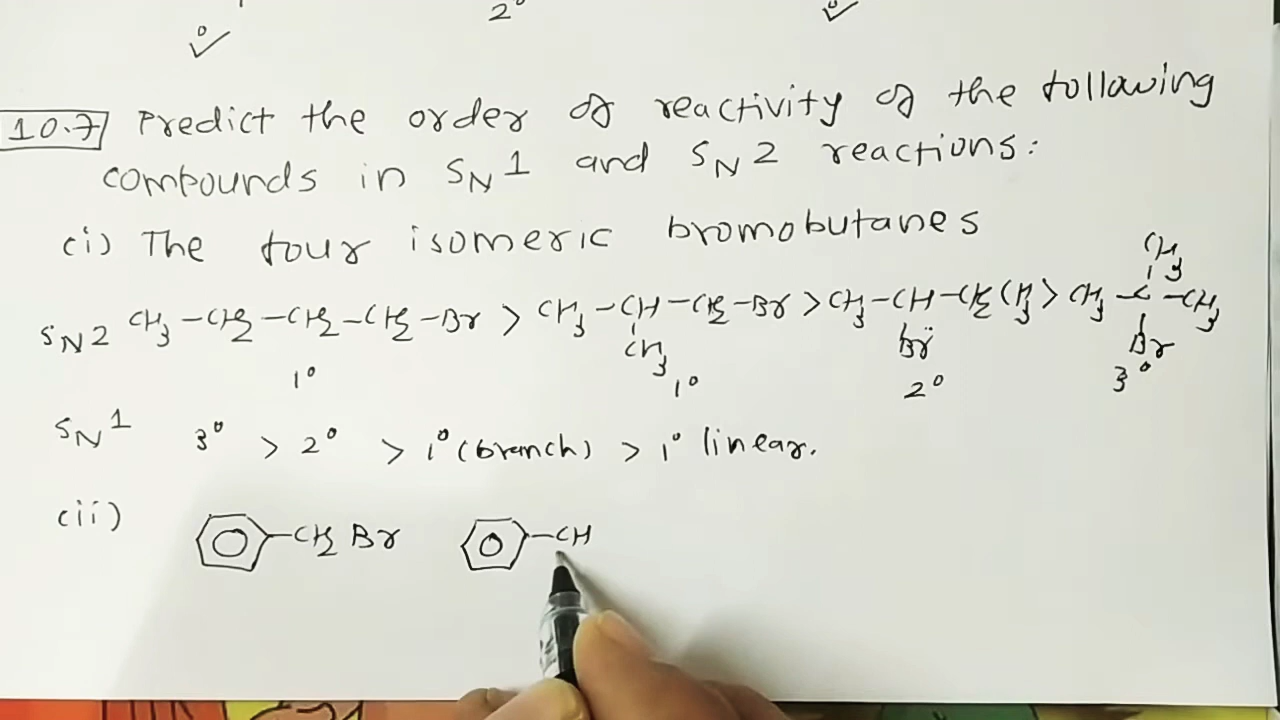 2°
10.7 Predict the order of reactivity of the following
compounds in SN1 and SN2 reactions:
(i) The four isomeric bromobutanes
CH3
SN2 CH3-CH2-CH2-CH2-Br > CH3-CH-CH2-Br > CH3-CH-CH2CH3 > CH3-C-CH3
CH3 Br Br
1° 1° 2° 3°
SN1 3° > 2° > 1° (branch) > 1° linear.
(ii) -CH2Br -CH